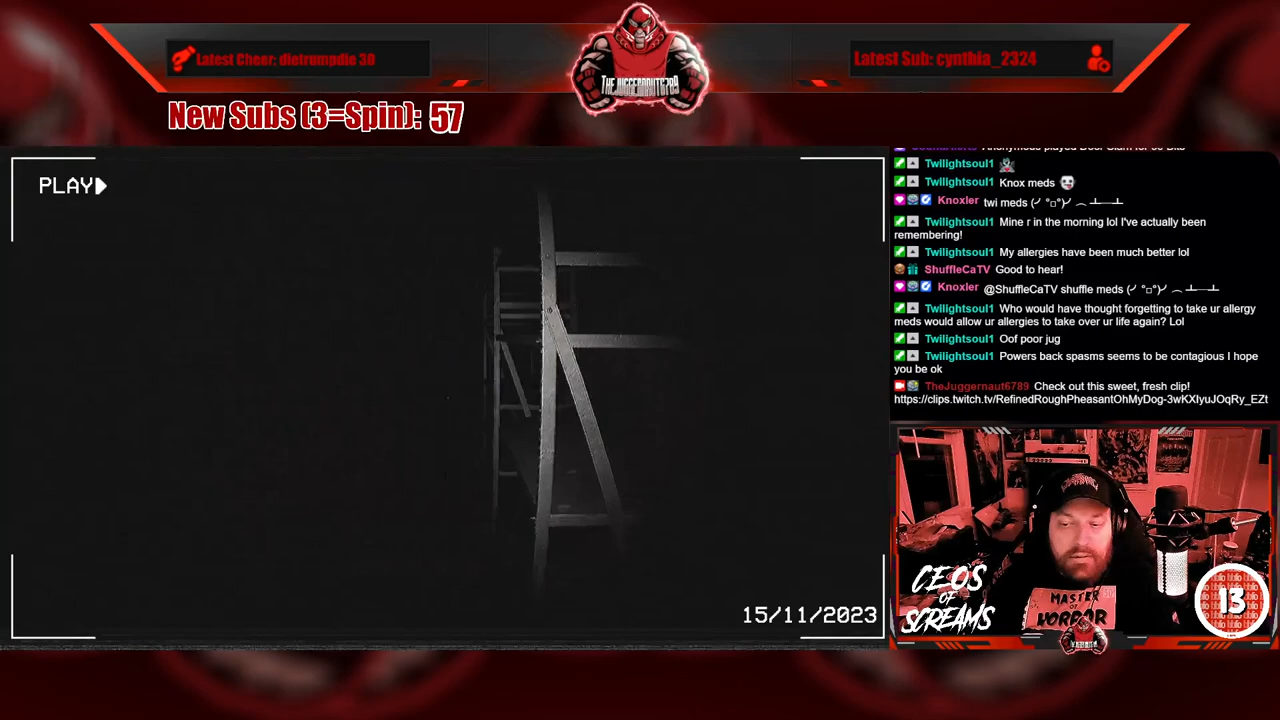 Latest Cheer: dietrumpdie 30
THEJUGGERNAUT6789
Latest Sub: cynthia_2324
New Subs (3=Spin): 57
PLAY
Twilightsoul1
Twilightsoul1 Knox meds
Knoxler twi meds (╯°□°)╯︵ ┻━┻
Twilightsoul1 Mine r in the morning lol I've actually been
remembering!
Twilightsoul1 My allergies have been much better lol
ShuffleCaTV Good to hear!
Knoxler @ShuffleCaTV shuffle meds (╯°□°)╯︵ ┻━┻
Twilightsoul1 Who would have thought forgetting to take ur allergy
meds would allow ur allergies to take over ur life again? Lol
Twilightsoul1 Oof poor jug
Twilightsoul1 Powers back spasms seems to be contagious I hope
you be ok
TheJuggernaut6789 Check out this sweet, fresh clip!
https://clips.twitch.tv/RefinedRoughPheasantOhMyDog-3wKXIyuJOqRy_EZt
15/11/2023
CEOS
OF
SCREAMS
MASTER
OF
HORROR
13